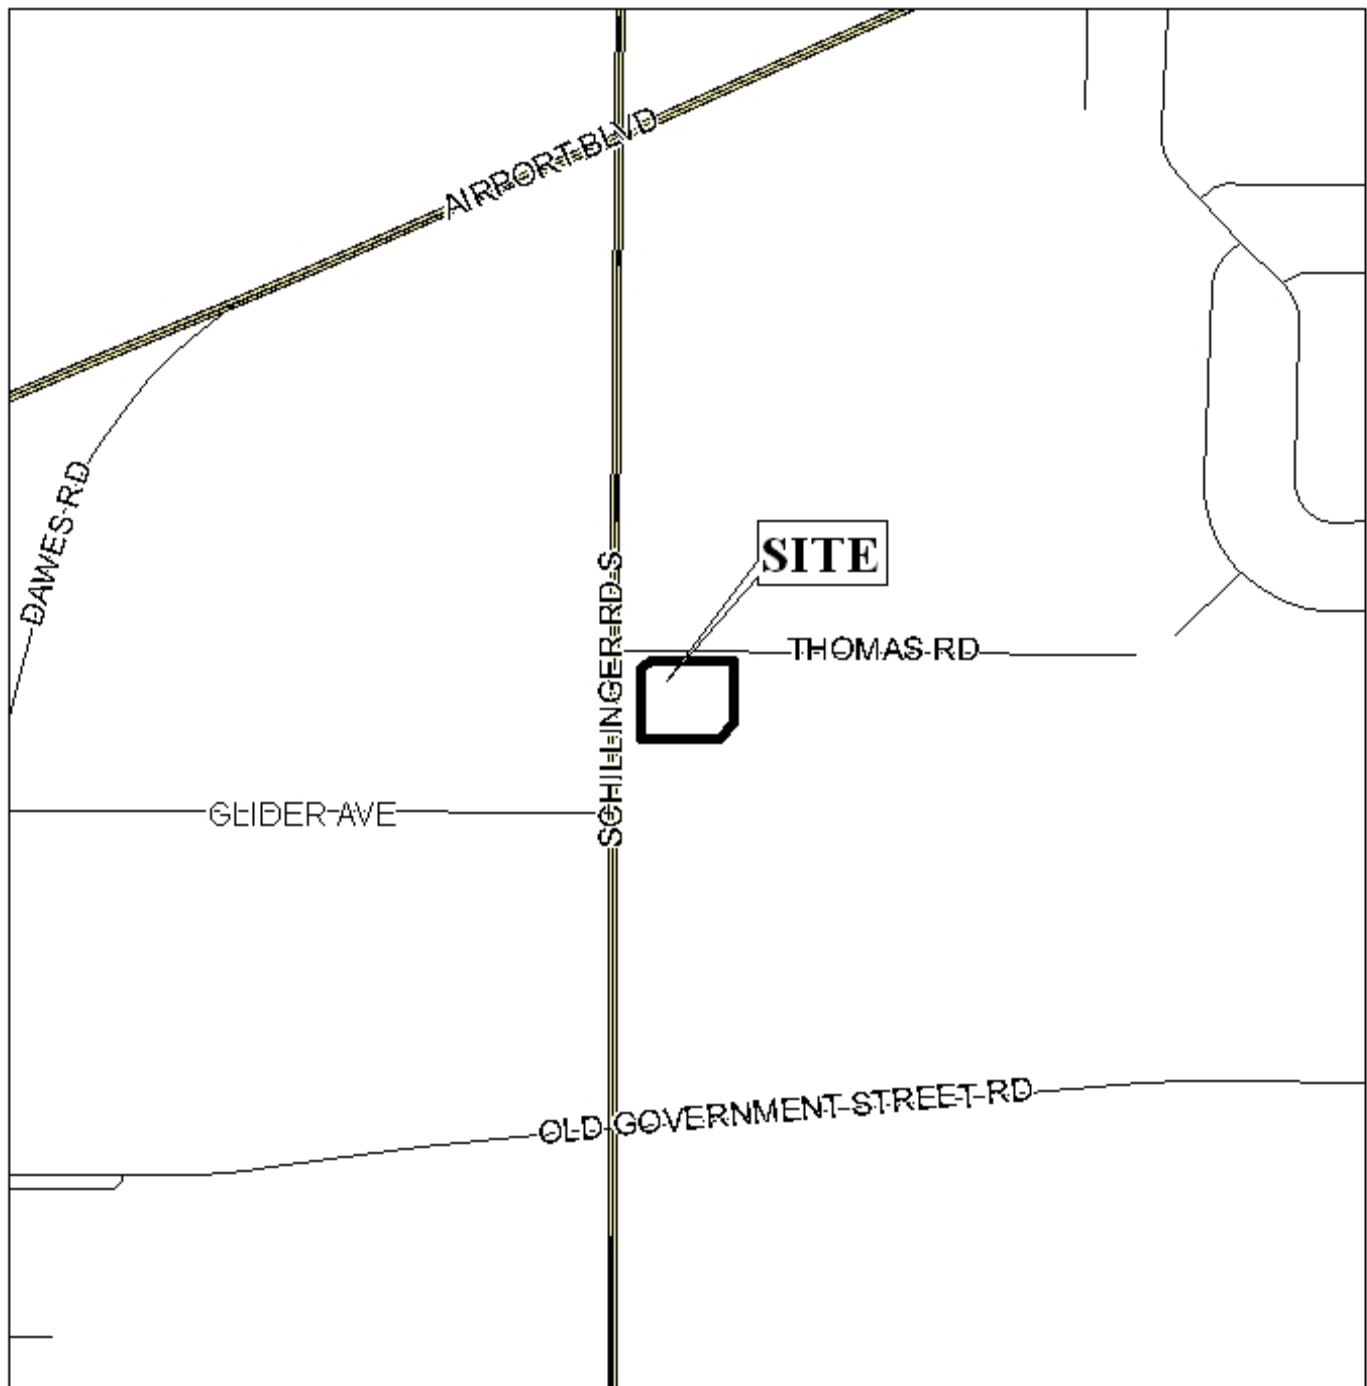 AIRPORT BLVD
DAWES RD
SCHILLINGER RD S
SITE
THOMAS RD
GLIDER AVE
OLD GOVERNMENT STREET RD